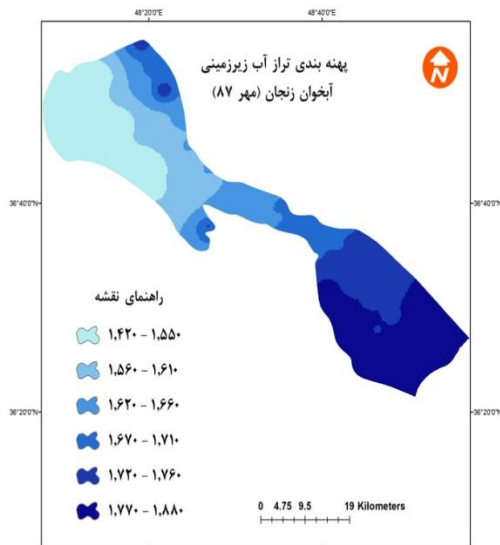 48°20'0"E 48°40'0"E
پهنه بندی تراز آب زیرزمینی
آبخوان زنجان (مهر ۸۷)
N
36°40'0"N 36°40'0"N
راهنمای نقشه
۱,۴۲۰ – ۱,۵۵۰
۱,۵۶۰ – ۱,۶۱۰
۱,۶۲۰ – ۱,۶۶۰
۱,۶۷۰ – ۱,۷۱۰
۱,۷۲۰ – ۱,۷۶۰
۱,۷۷۰ – ۱,۸۸۰
36°20'0"N 36°20'0"N
0 4.75 9.5 19 Kilometers